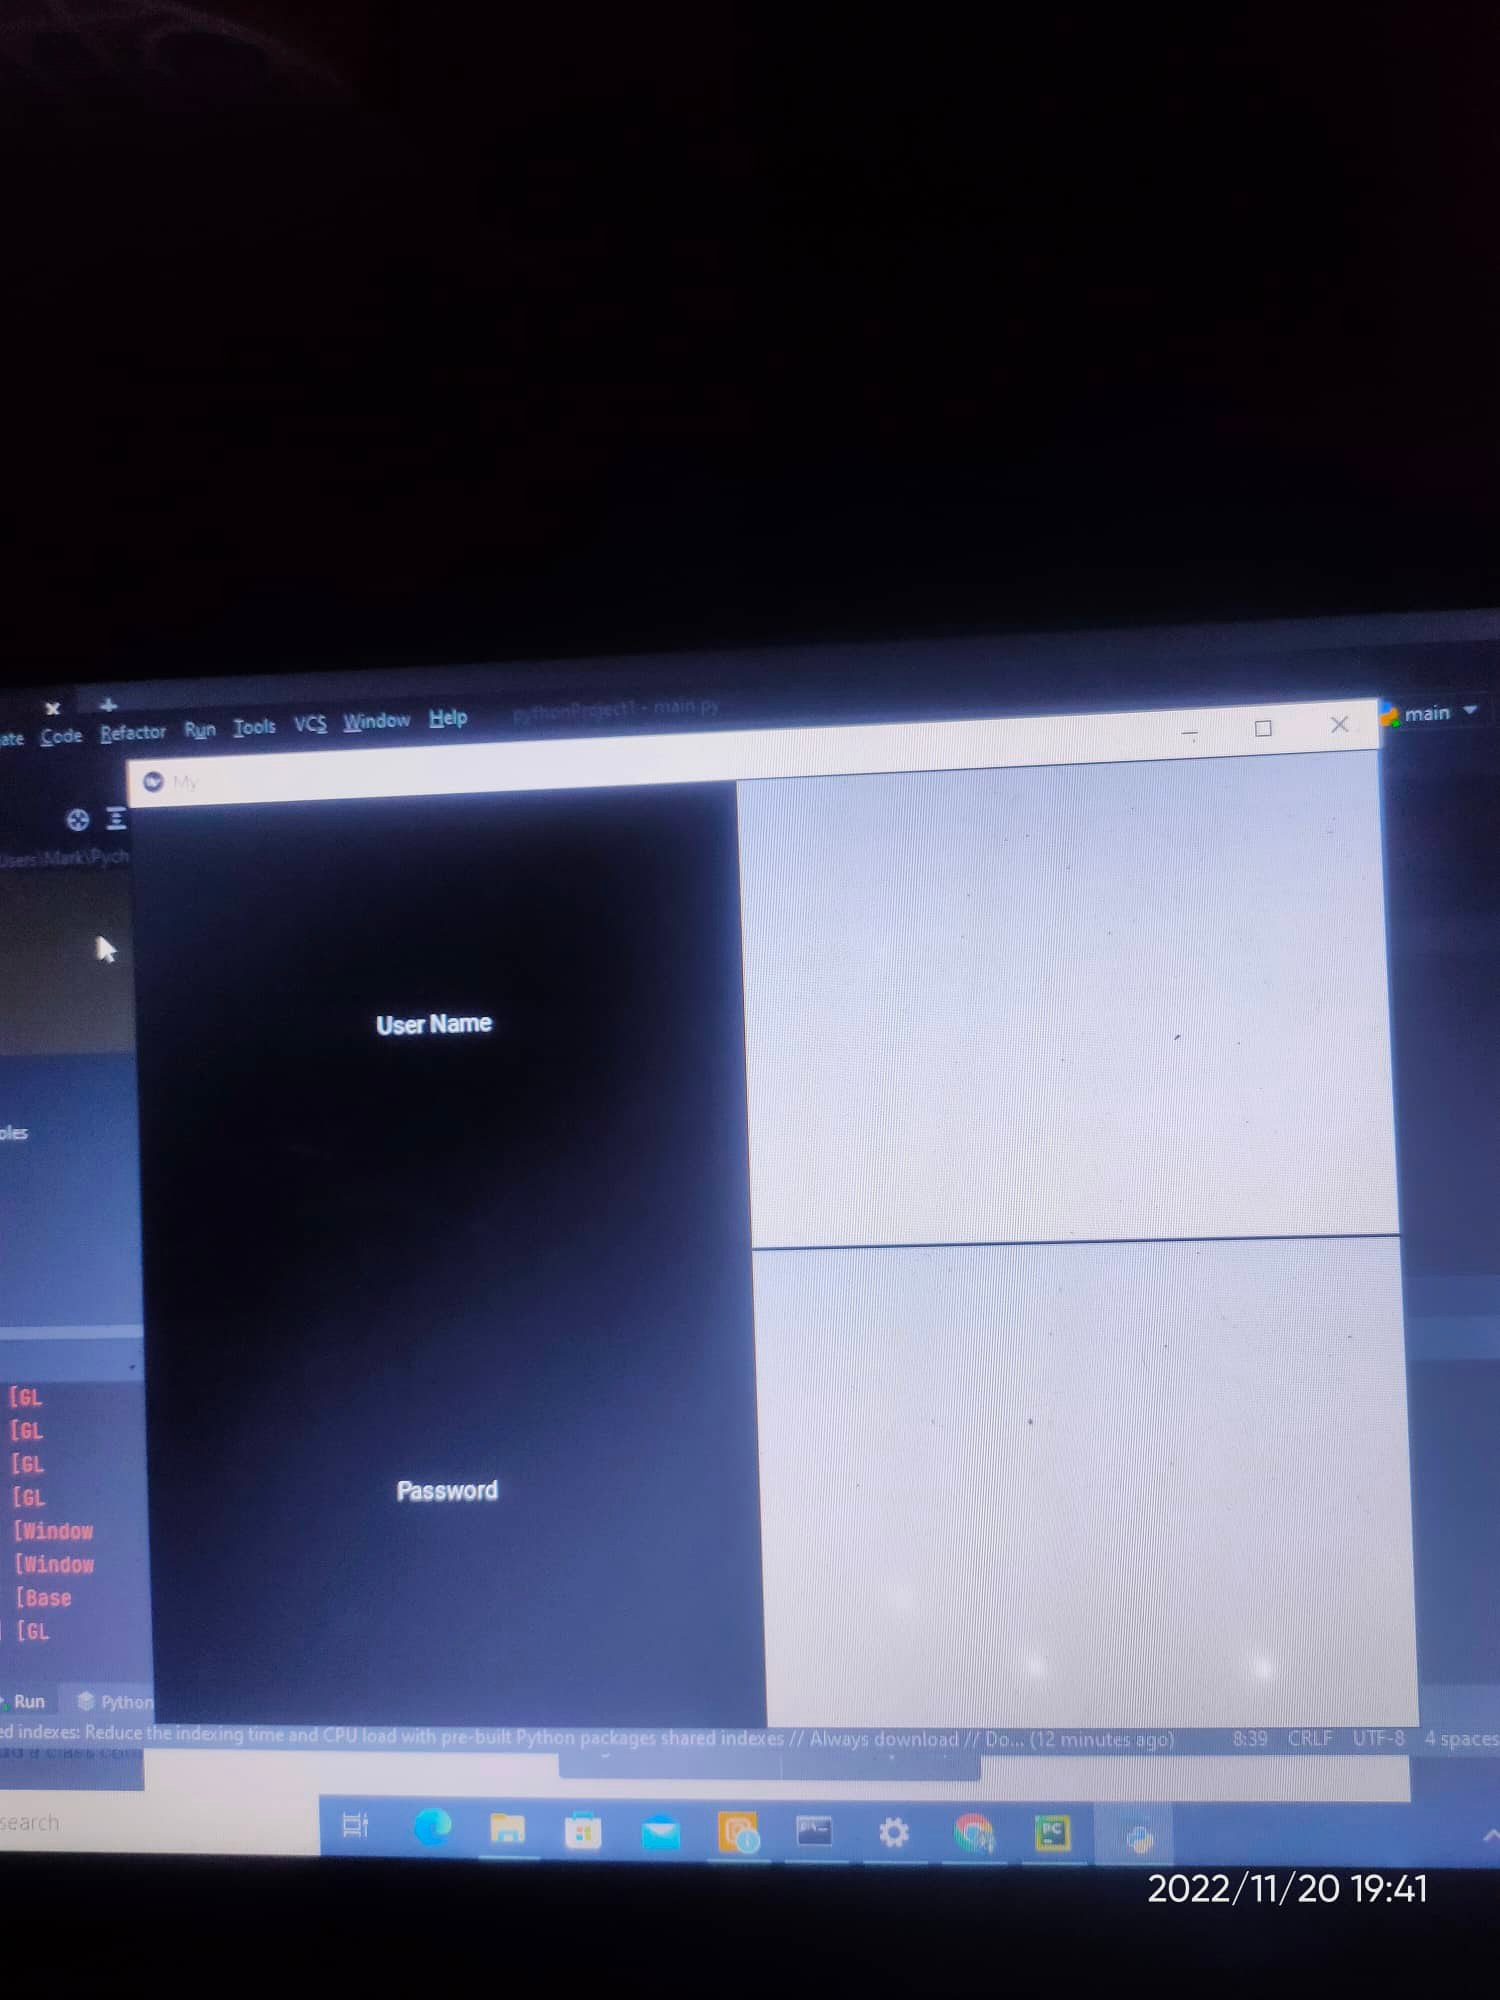 ate Code Refactor Run Tools VCS Window Help pythonProject1 - main.py
main
My
Users\Mark\Pych
User Name
oles
[GL
[GL
[GL
[GL
[Window
[Window
[Base
[GL
Password
Run Python
ed indexes: Reduce the indexing time and CPU load with pre-built Python packages shared indexes // Always download // Do... (12 minutes ago) 8:39 CRLF UTF-8 4 spaces
search
PC
2022/11/20 19:41